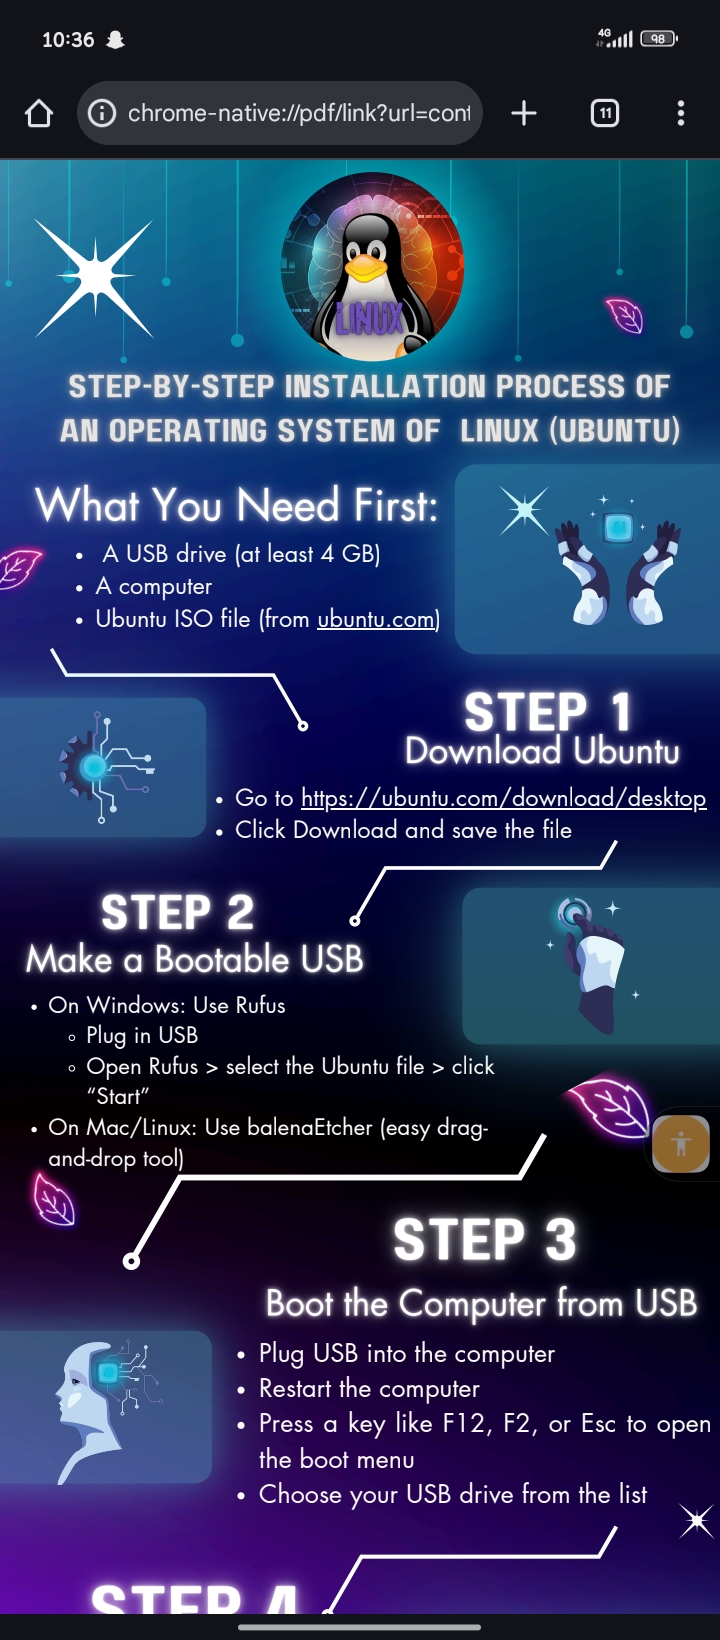 10:36
4G
98
chrome-native://pdf/link?url=cont
11
LINUX
STEP-BY-STEP INSTALLATION PROCESS OF
AN OPERATING SYSTEM OF LINUX (UBUNTU)
What You Need First:
• A USB drive (at least 4 GB)
• A computer
• Ubuntu ISO file (from ubuntu.com)
STEP 1
Download Ubuntu
• Go to https://ubuntu.com/download/desktop
• Click Download and save the file
STEP 2
Make a Bootable USB
• On Windows: Use Rufus
◦ Plug in USB
◦ Open Rufus > select the Ubuntu file > click
“Start”
• On Mac/Linux: Use balenaEtcher (easy drag-
and-drop tool)
STEP 3
Boot the Computer from USB
• Plug USB into the computer
• Restart the computer
• Press a key like F12, F2, or Esc to open
the boot menu
• Choose your USB drive from the list
STEP 4